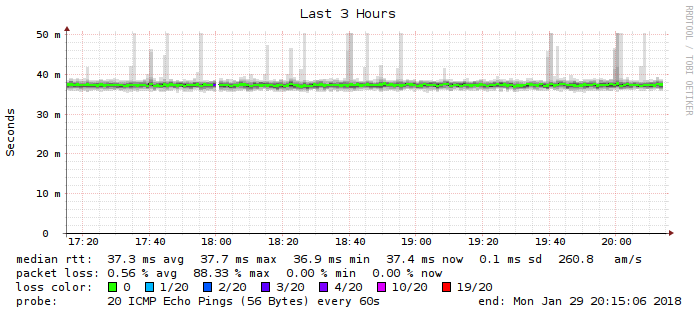 Last 3 Hours
RRDTOOL / TOBI OETIKER
Seconds
50 m
40 m
30 m
20 m
10 m
0
17:20 17:40 18:00 18:20 18:40 19:00 19:20 19:40 20:00
median rtt: 37.3 ms avg 37.7 ms max 36.9 ms min 37.4 ms now 0.1 ms sd 260.8 am/s
packet loss: 0.56 % avg 88.33 % max 0.00 % min 0.00 % now
loss color: 0 1/20 2/20 3/20 4/20 10/20 19/20
probe: 20 ICMP Echo Pings (56 Bytes) every 60s end: Mon Jan 29 20:15:06 2018